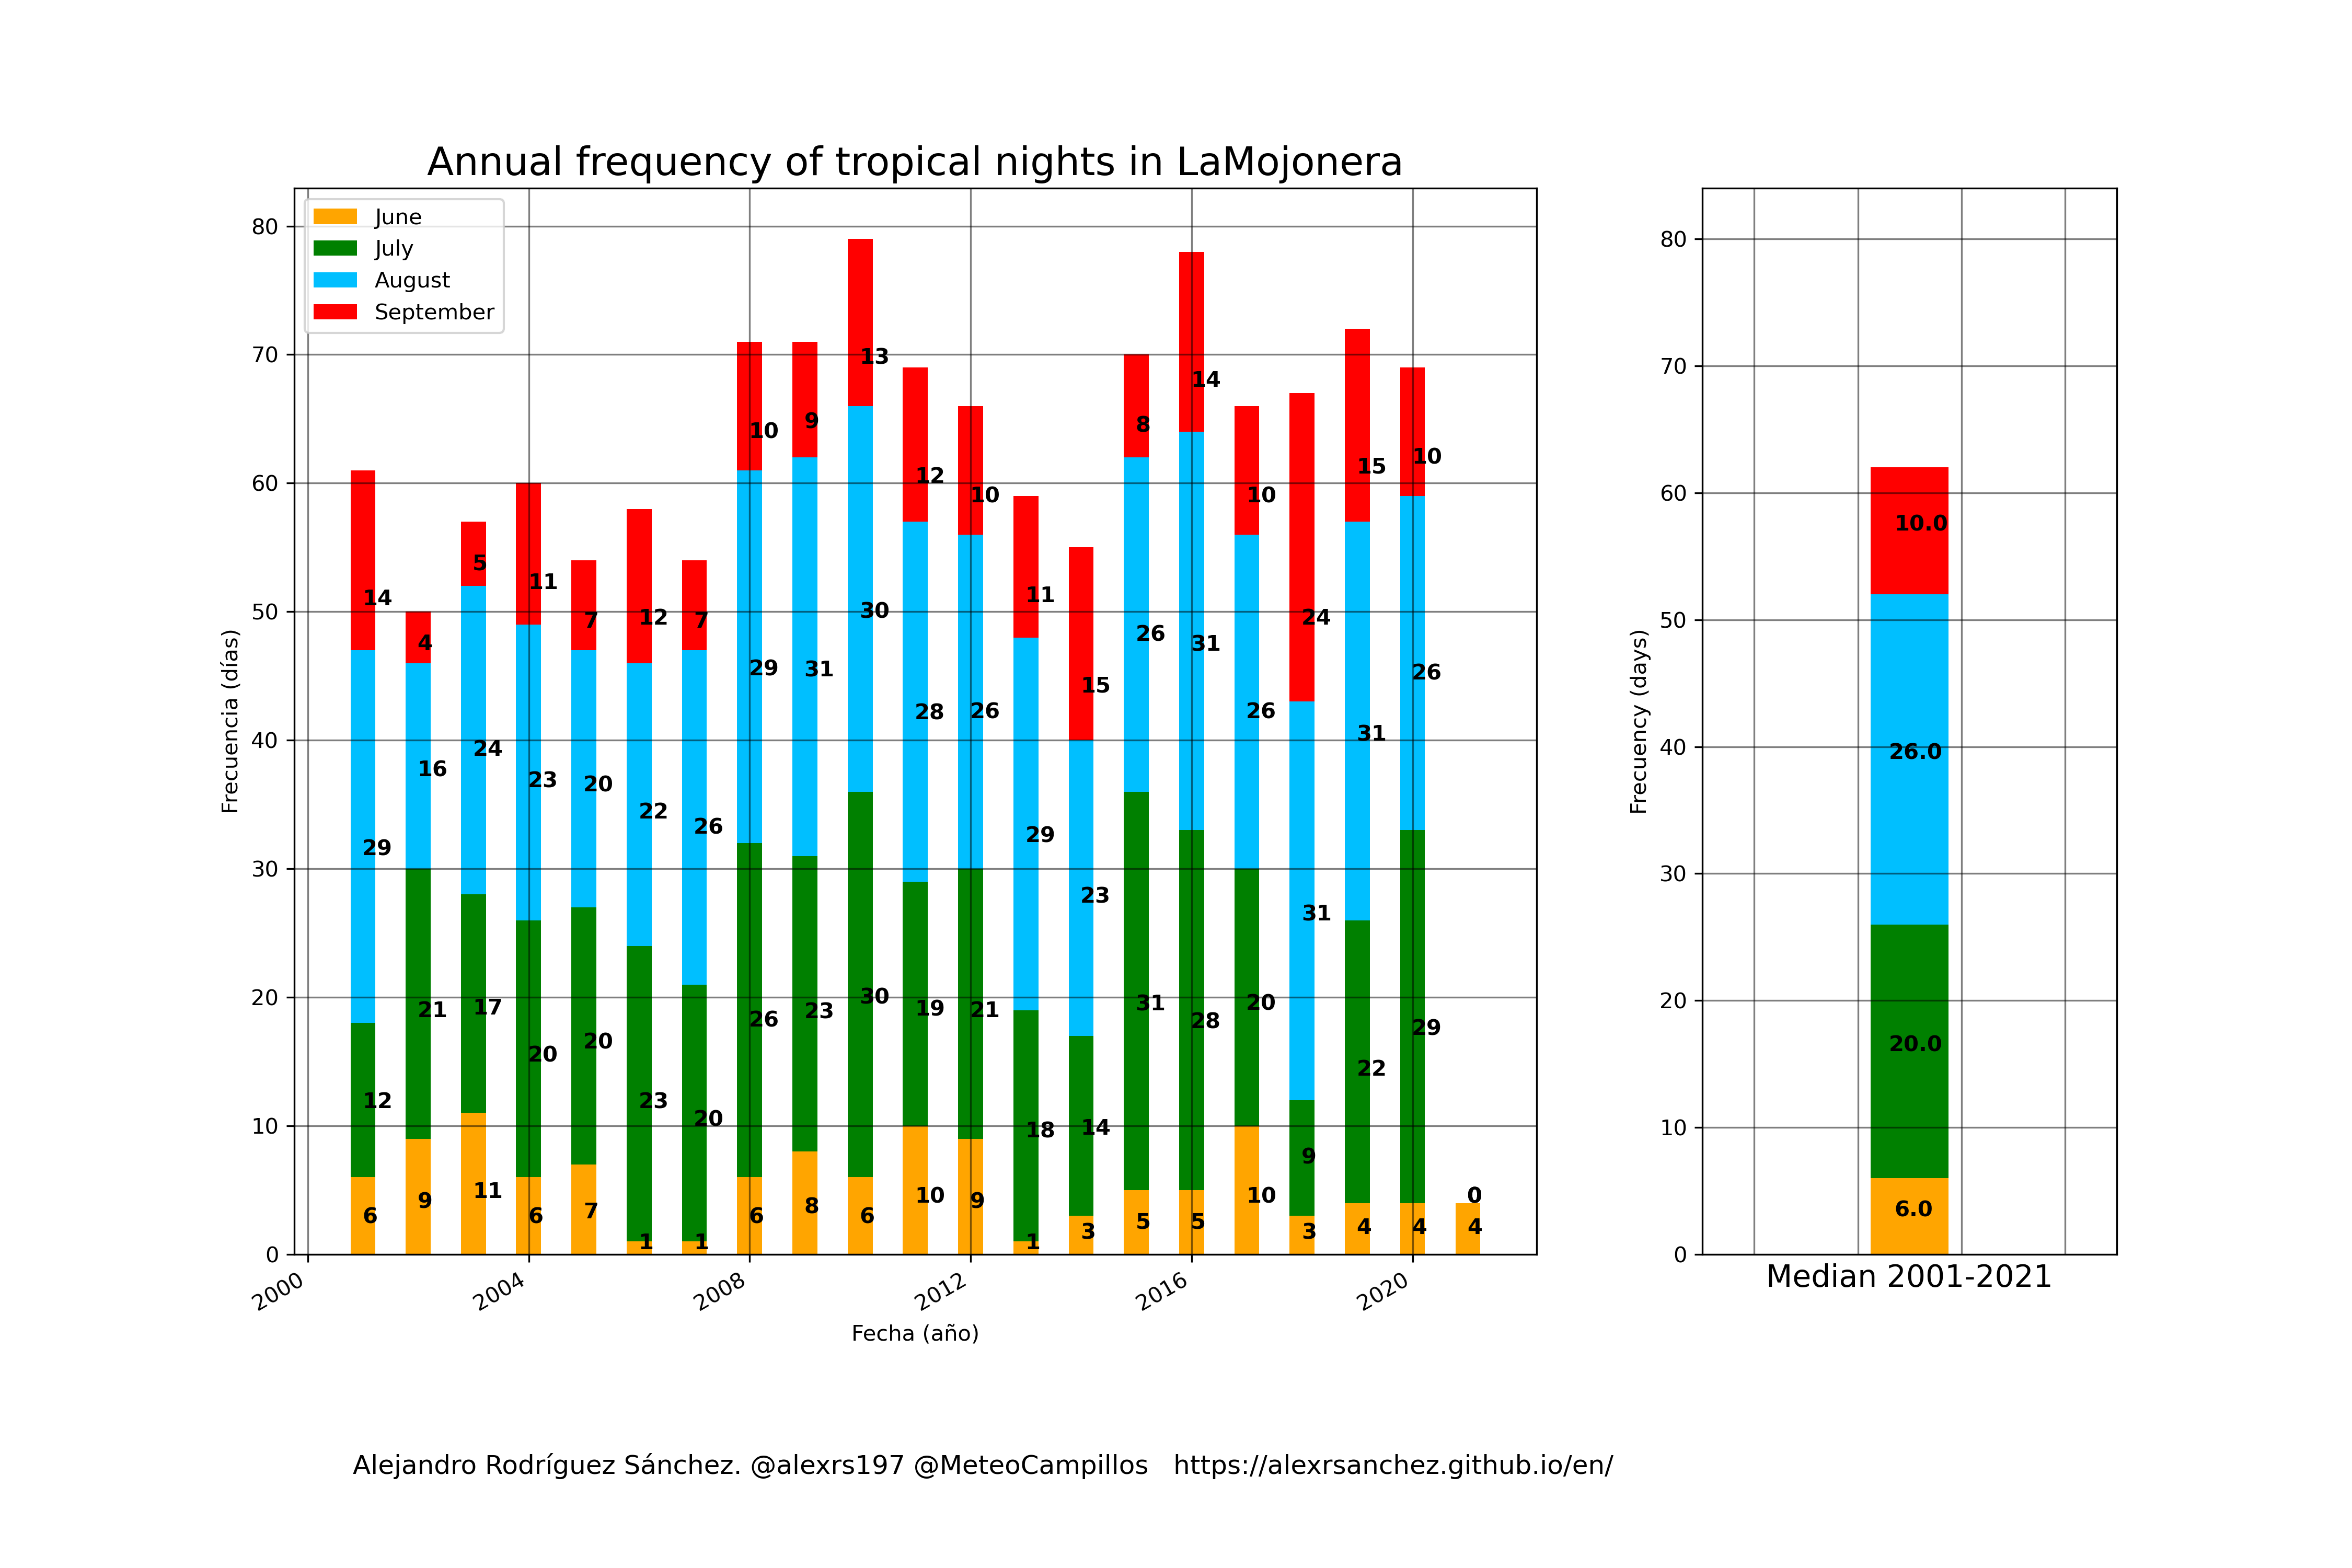 Annual frequency of tropical nights in LaMojonera
June
July
August
September
80
70
60
50
40
30
20
10
0
Frecuencia (días)
14 4 5 11 7 12 7 10 9 13 12 10 11 15 8 14 10 24 15 10
29 16 24 23 20 22 26 29 31 30 28 26 29 23 26 31 26 31 31 26
12 21 17 20 20 23 20 26 23 30 19 21 18 14 31 28 20 9 22 29 0
6 9 11 6 7 1 1 6 8 6 10 9 1 3 5 5 10 3 4 4 4
2000 2004 2008 2012 2016 2020
Fecha (año)
80
70
60
50
40
30
20
10
0
Frecuency (days)
10.0
26.0
20.0
6.0
Median 2001-2021
Alejandro Rodríguez Sánchez. @alexrs197 @MeteoCampillos https://alexrsanchez.github.io/en/